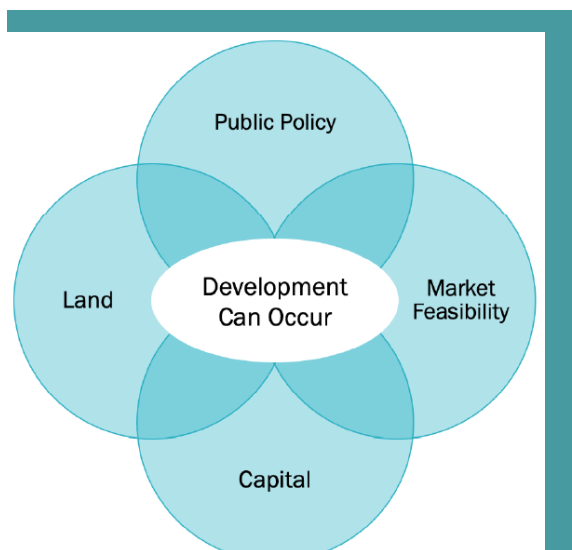 Public Policy
Land
Development
Can Occur
Market
Feasibility
Capital